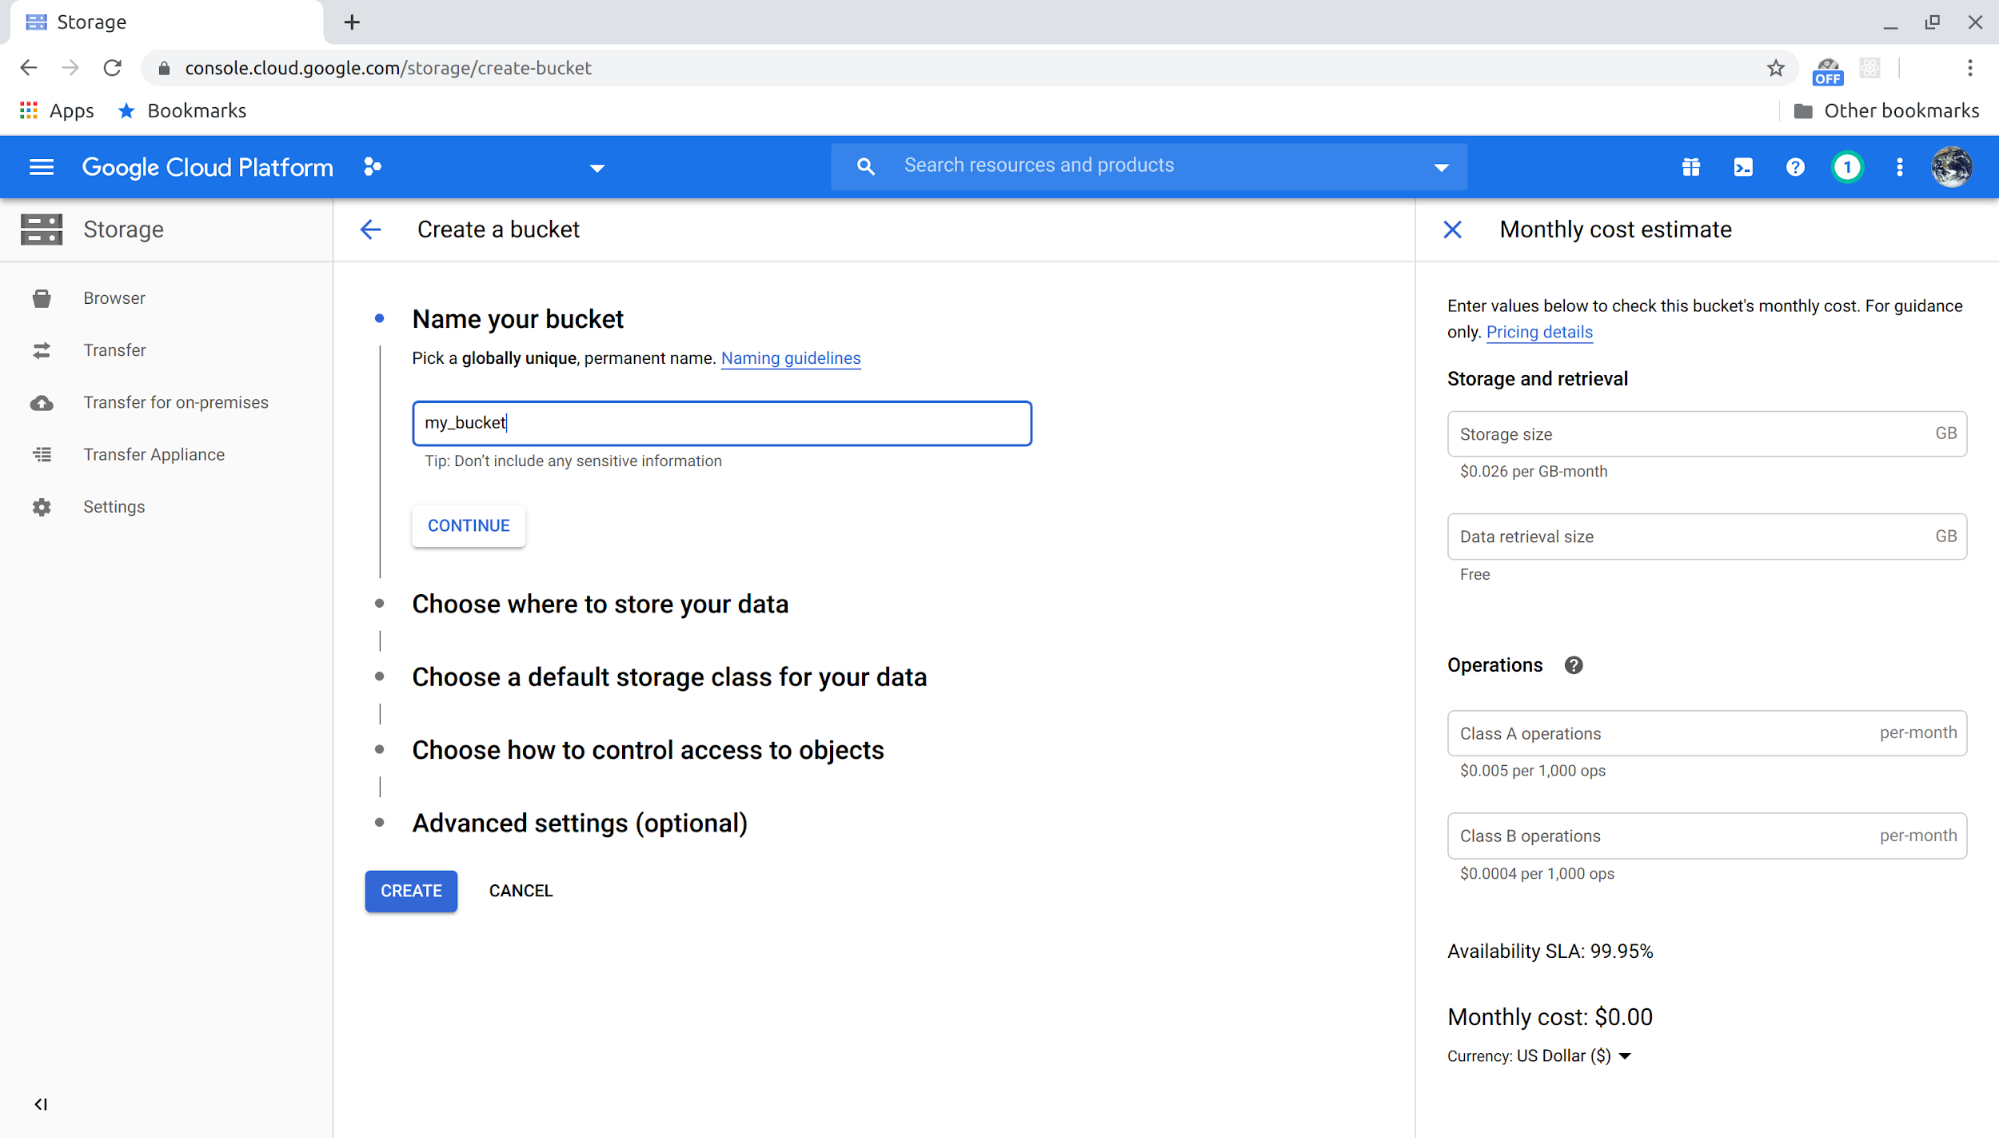 Storage
console.cloud.google.com/storage/create-bucket
OFF
Apps
Bookmarks
Other bookmarks
Google Cloud Platform
Search resources and products
1
Storage
Browser
Transfer
Transfer for on-premises
Transfer Appliance
Settings
Create a bucket
Name your bucket
Pick a globally unique, permanent name. Naming guidelines
my_bucket
Tip: Don't include any sensitive information
CONTINUE
Choose where to store your data
Choose a default storage class for your data
Choose how to control access to objects
Advanced settings (optional)
CREATE
CANCEL
Monthly cost estimate
Enter values below to check this bucket's monthly cost. For guidance
only. Pricing details
Storage and retrieval
Storage size GB
$0.026 per GB-month
Data retrieval size GB
Free
Operations
Class A operations per-month
$0.005 per 1,000 ops
Class B operations per-month
$0.0004 per 1,000 ops
Availability SLA: 99.95%
Monthly cost: $0.00
Currency: US Dollar ($)